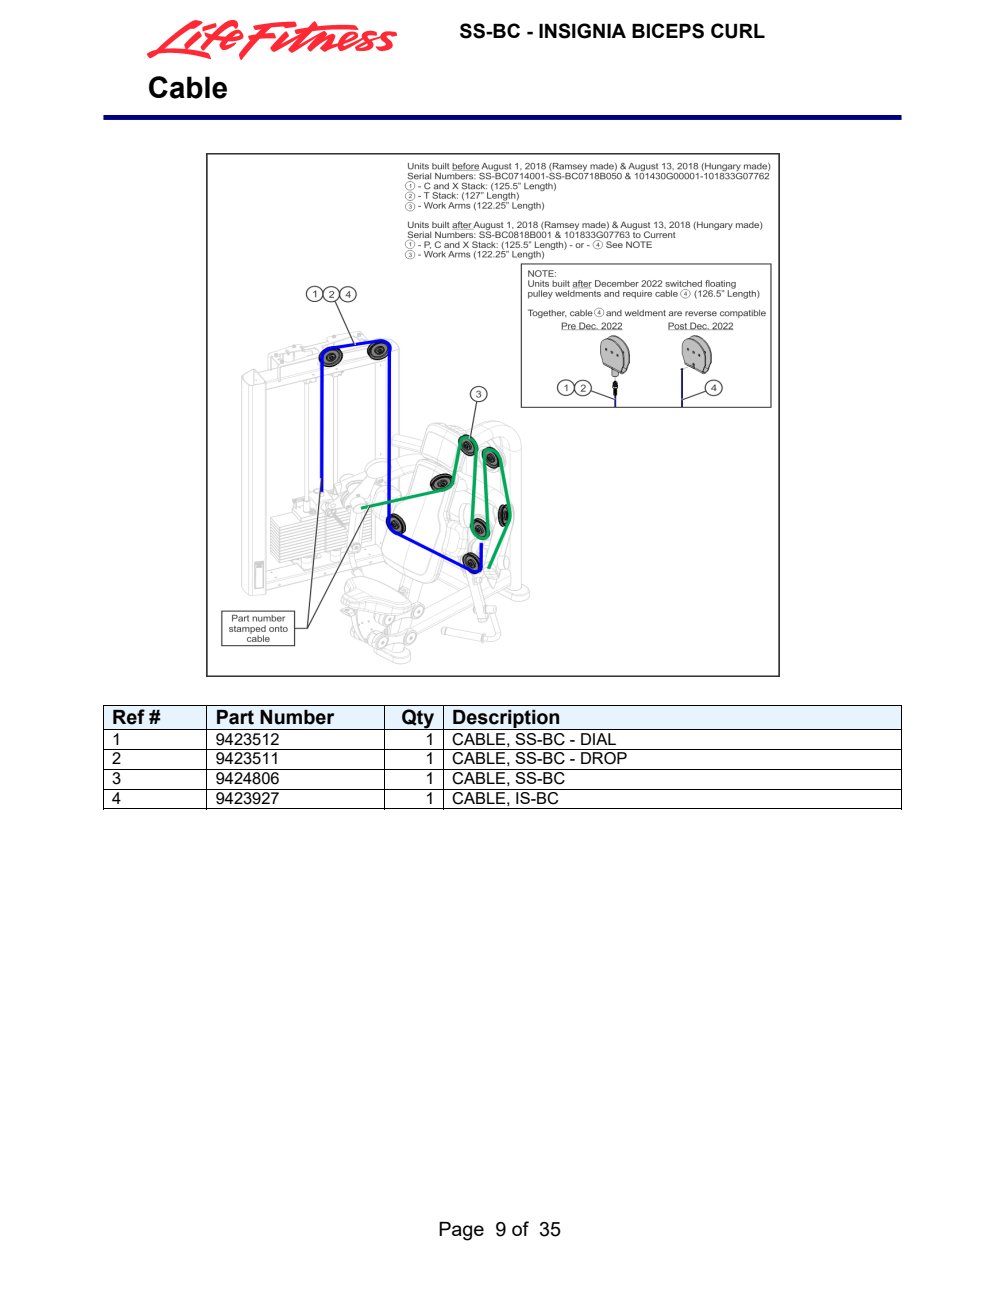 Life Fitness
SS-BC - INSIGNIA BICEPS CURL
Cable
Units built before August 1, 2018 (Ramsey made) & August 13, 2018 (Hungary made)
Serial Numbers: SS-BC0714001-SS-BC0718B050 & 101430G00001-101833G07762
1 - C and X Stack: (125.5" Length)
2 - T Stack: (127" Length)
3 - Work Arms (122.25" Length)
Units built after August 1, 2018 (Ramsey made) & August 13, 2018 (Hungary made)
Serial Numbers: SS-BC0818B001 & 101833G07763 to Current
1 - P, C and X Stack: (125.5" Length) - or - 4 See NOTE
3 - Work Arms (122.25" Length)
NOTE:
Units built after December 2022 switched floating
pulley weldments and require cable 4 (126.5" Length)
Together, cable 4 and weldment are reverse compatible
Pre Dec. 2022 Post Dec. 2022
1 2 4
1 2
4
3
Part number
stamped onto
cable
Ref # Part Number Qty Description
1 9423512 1 CABLE, SS-BC - DIAL
2 9423511 1 CABLE, SS-BC - DROP
3 9424806 1 CABLE, SS-BC
4 9423927 1 CABLE, IS-BC
Page 9 of 35